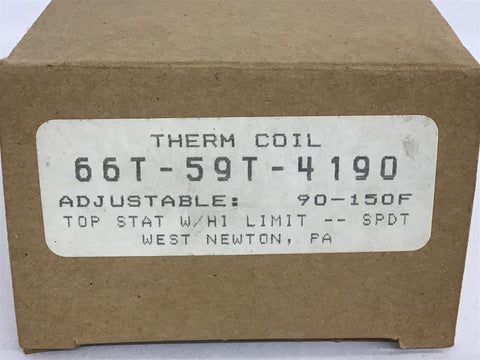 THERM COIL
66T-59T-4190
ADJUSTABLE: 90-150F
TOP STAT W/HI LIMIT -- SPDT
WEST NEWTON, PA